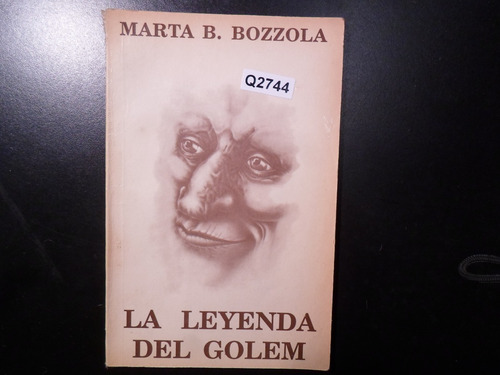 MARTA B. BOZZOLA
Q2744
LA LEYENDA
DEL GOLEM